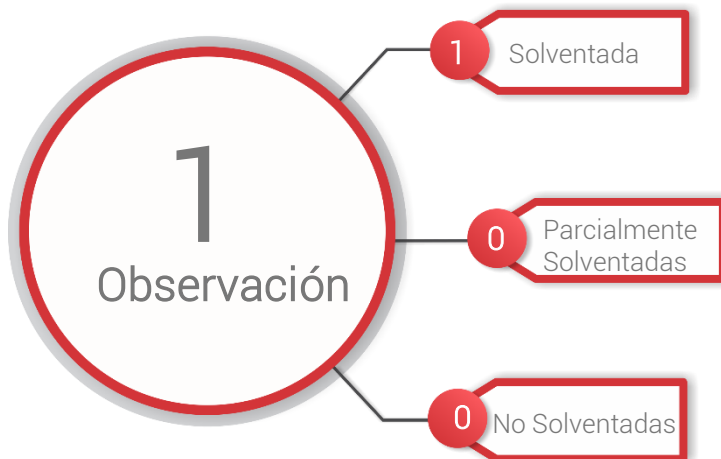 1
Observación
1
Solventada
0
Parcialmente
Solventadas
0
No Solventadas